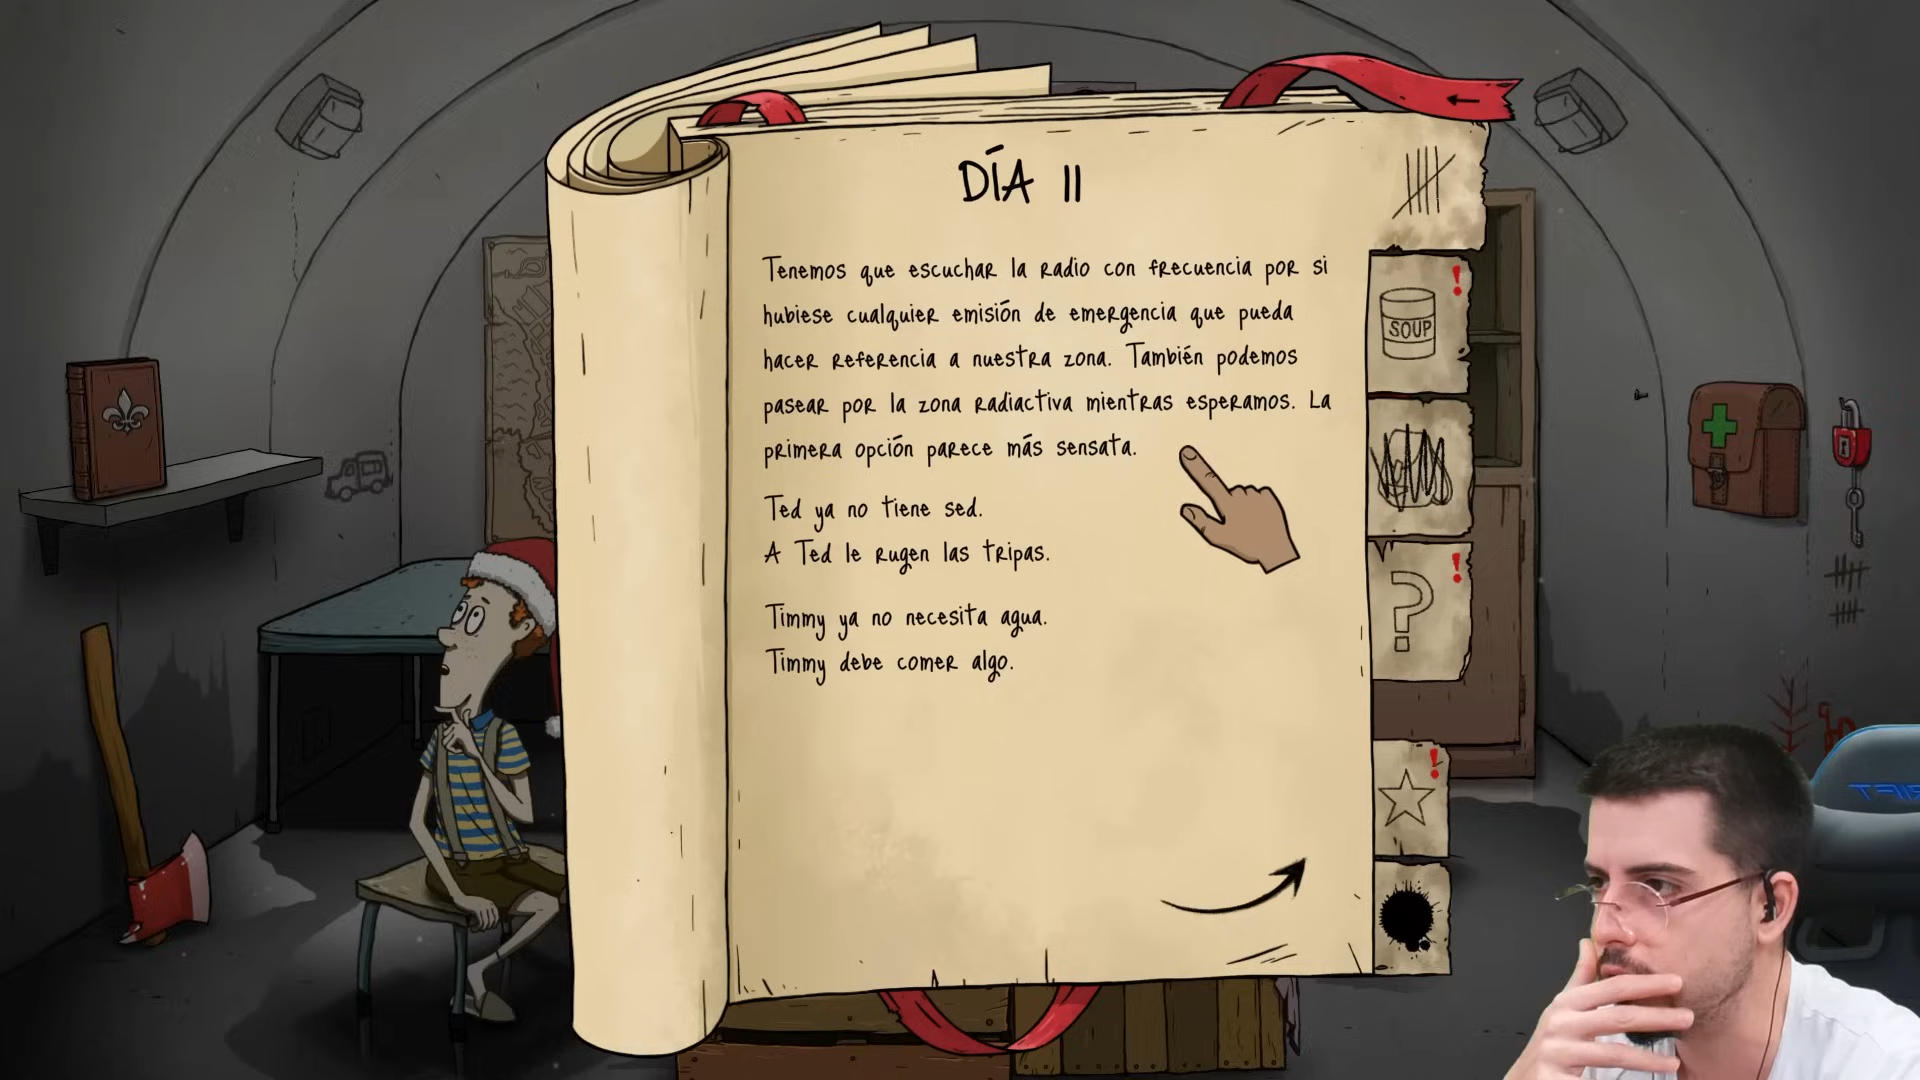 DÍA 11
Tenemos que escuchar la radio con frecuencia por si
hubiese cualquier emisión de emergencia que pueda
hacer referencia a nuestra zona. También podemos
pasear por la zona radiactiva mientras esperamos. La
primera opción parece más sensata.
Ted ya no tiene sed.
A Ted le rugen las tripas.
Timmy ya no necesita agua.
Timmy debe comer algo.
!
SOUP
!
?
!